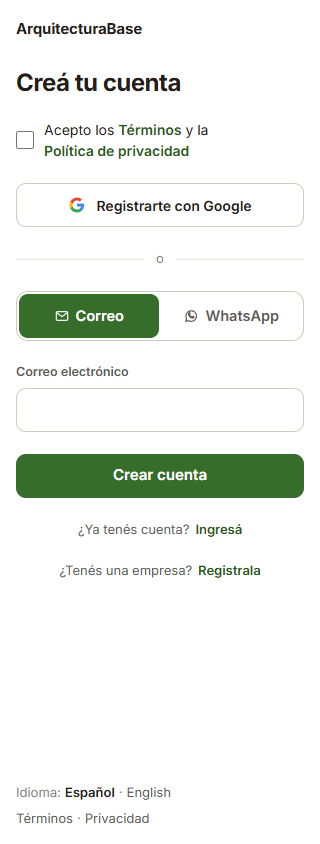 ArquitecturaBase
Creá tu cuenta
Acepto los Términos y la
Política de privacidad
Registrarte con Google
o
Correo
WhatsApp
Correo electrónico
Crear cuenta
¿Ya tenés cuenta? Ingresá
¿Tenés una empresa? Registrala
Idioma: Español · English
Términos · Privacidad